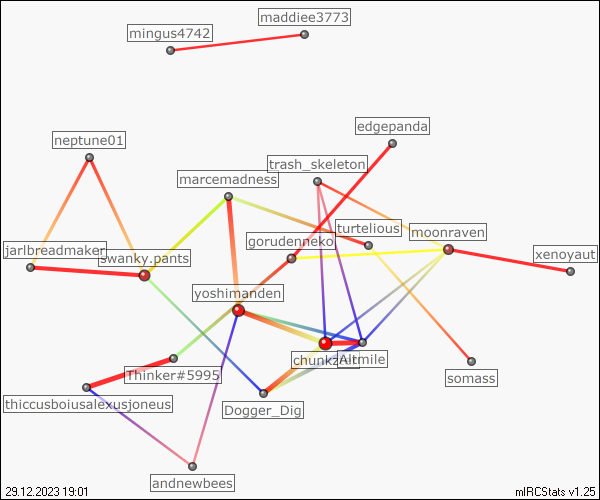 maddiee3773
mingus4742
edgepanda
neptune01
trash_skeleton
marcemadness
turtelious
moonraven
gorudenneko
jarlbreadmaker
swanky.pants
xenoyaut
yoshimanden
Altmile
Thinker#5995
somass
thiccusboiusalexusjoneus
Dogger_Dig
andnewbees
29.12.2023 19:01
mIRCStats v1.25